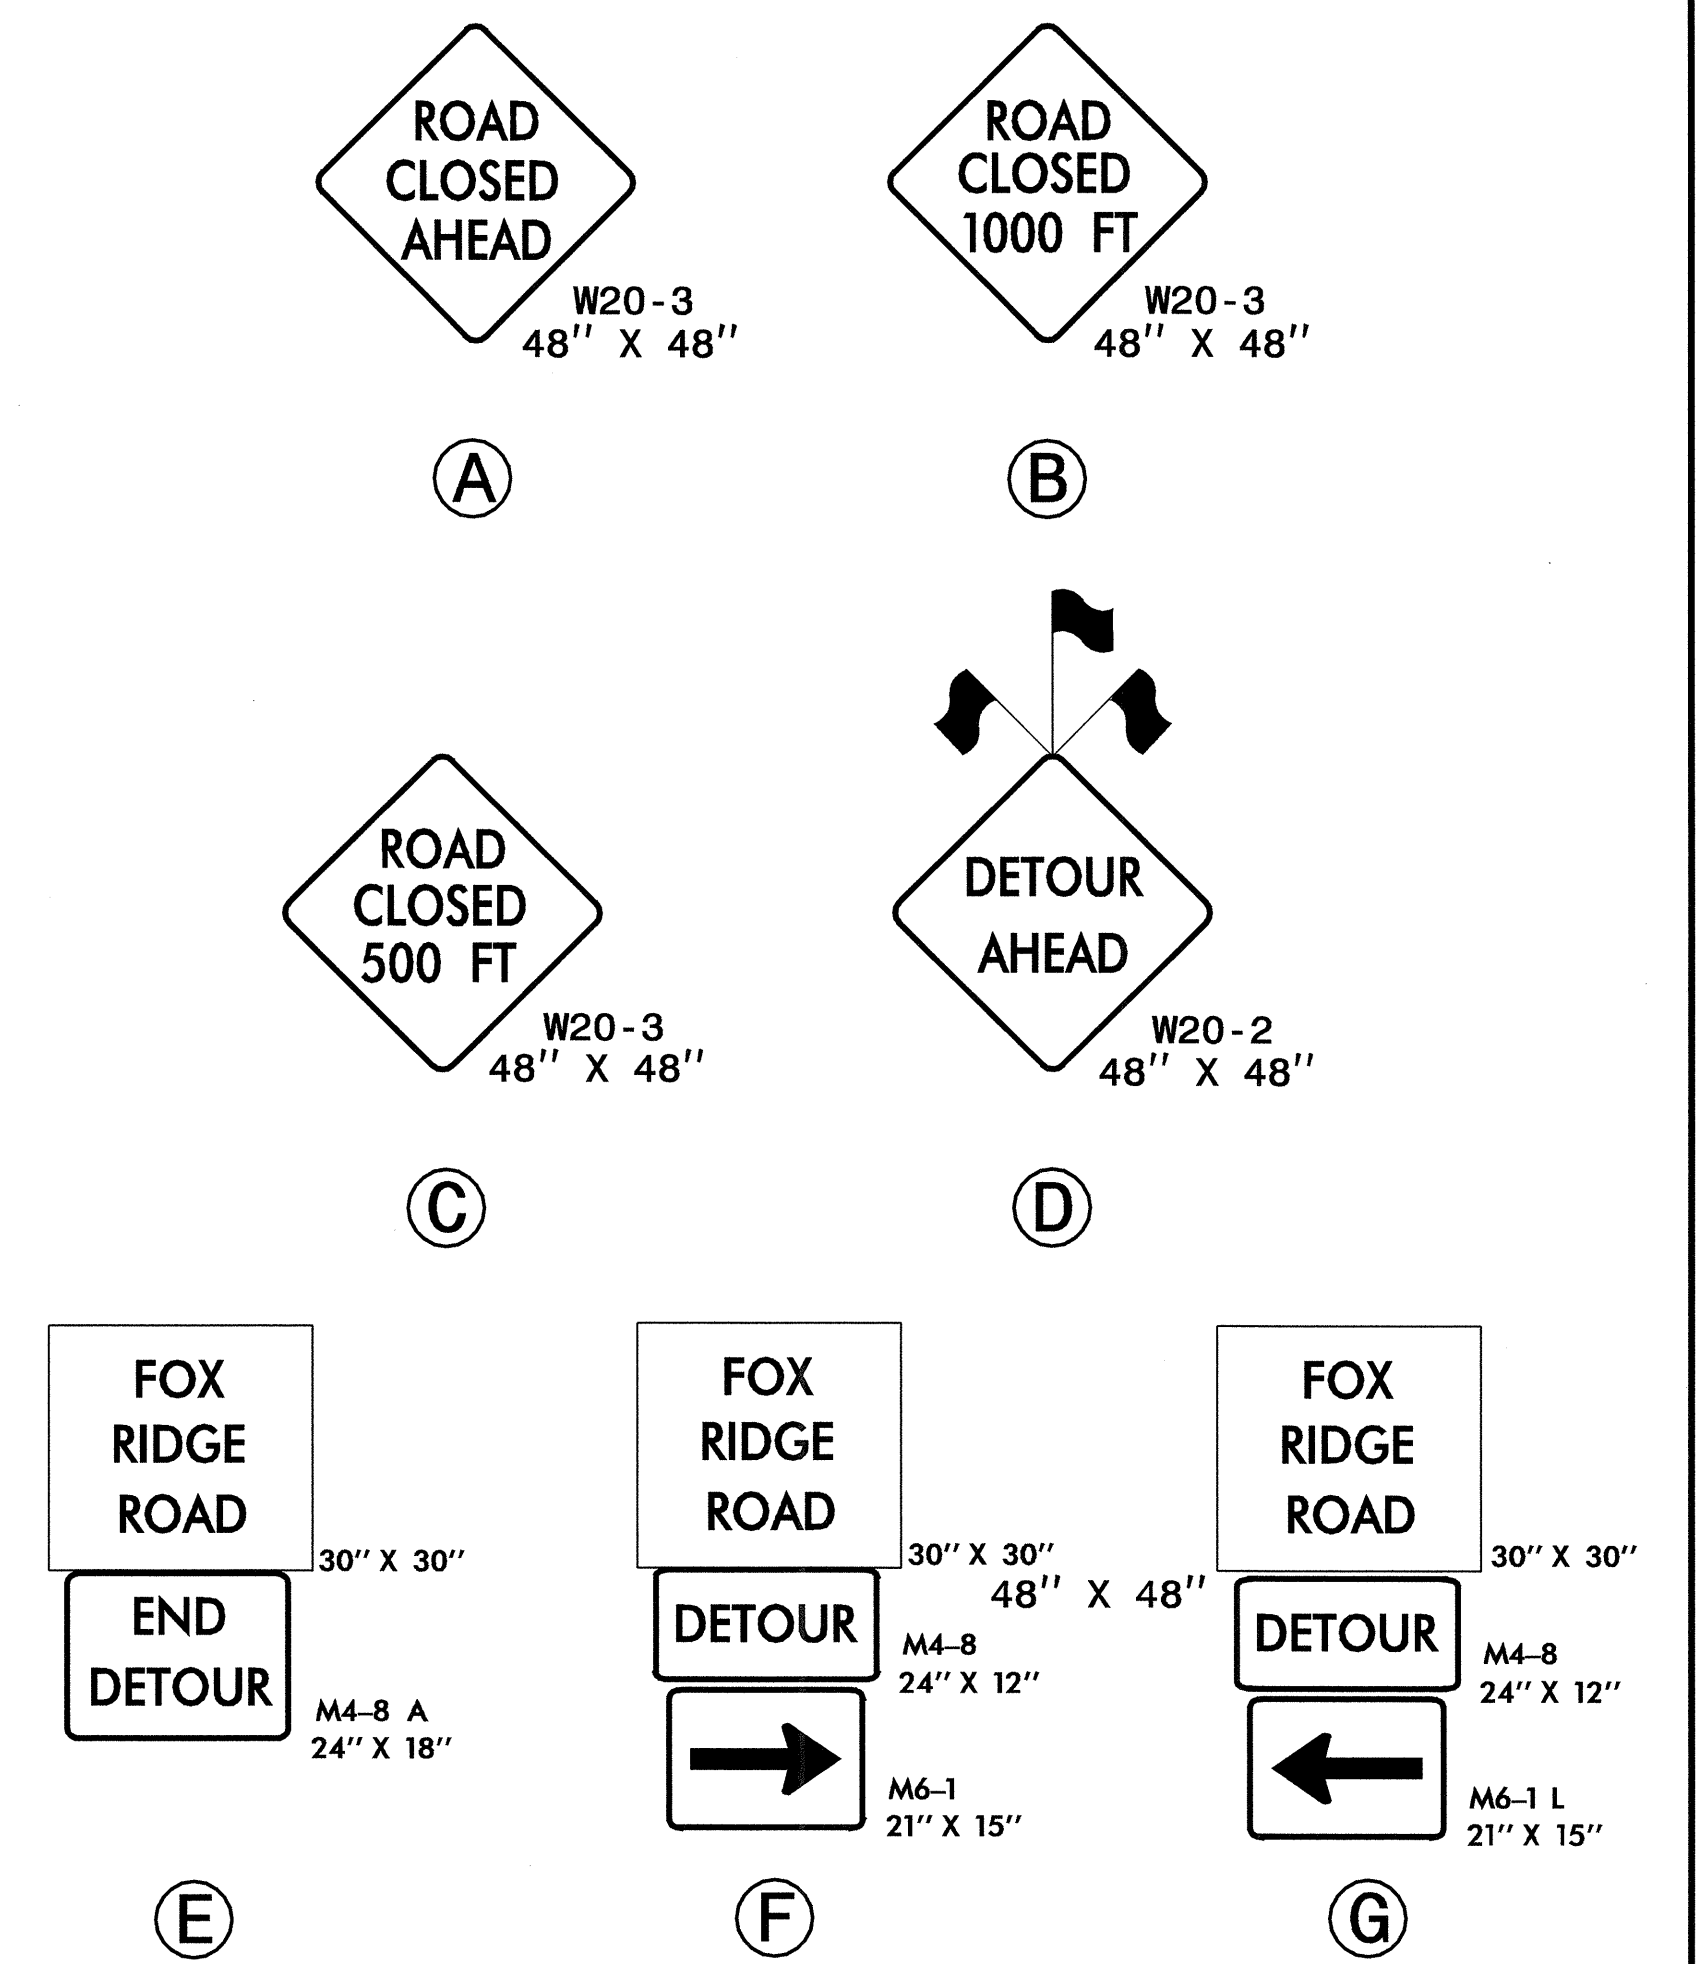 ROAD
CLOSED
AHEAD
W20-3
48" X 48"
A
ROAD
CLOSED
1000 FT
W20-3
48" X 48"
B
ROAD
CLOSED
500 FT
W20-3
48" X 48"
C
DETOUR
AHEAD
W20-2
48" X 48"
D
FOX
RIDGE
ROAD
30" X 30"
END
DETOUR
M4-8 A
24" X 18"
E
FOX
RIDGE
ROAD
30" X 30"
48" X 48"
DETOUR
M4-8
24" X 12"
M6-1
21" X 15"
F
FOX
RIDGE
ROAD
30" X 30"
DETOUR
M4-8
24" X 12"
M6-1 L
21" X 15"
G